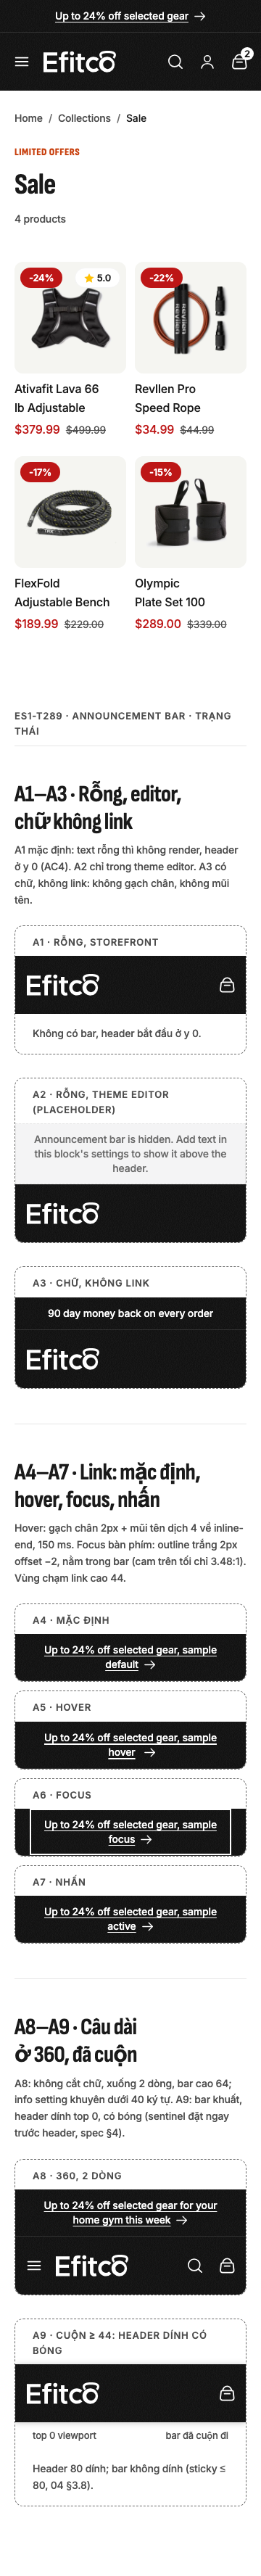 Up to 24% off selected gear →
Efitco
2
Home / Collections / Sale
LIMITED OFFERS
Sale
4 products
-24%
5.0
-22%
Ativafit Lava 66
lb Adjustable
$379.99 $499.99
Revllen Pro
Speed Rope
$34.99 $44.99
-17%
-15%
FlexFold
Adjustable Bench
$189.99 $229.00
Olympic
Plate Set 100
$289.00 $339.00
ES1-T289 · ANNOUNCEMENT BAR · TRẠNG
THÁI
A1–A3 · Rỗng, editor,
chữ không link
A1 mặc định: text rỗng thì không render, header
ở y 0 (AC4). A2 chỉ trong theme editor. A3 có
chữ, không link: không gạch chân, không mũi
tên.
A1 · RỖNG, STOREFRONT
Efitco
Không có bar, header bắt đầu ở y 0.
A2 · RỖNG, THEME EDITOR
(PLACEHOLDER)
Announcement bar is hidden. Add text in
this block's settings to show it above the
header.
Efitco
A3 · CHỮ, KHÔNG LINK
90 day money back on every order
Efitco
A4–A7 · Link: mặc định,
hover, focus, nhấn
Hover: gạch chân 2px + mũi tên dịch 4 về inline-
end, 150 ms. Focus bàn phím: outline trắng 2px
offset −2, nằm trong bar (cam trên tối chỉ 3.48:1).
Vùng chạm link cao 44.
A4 · MẶC ĐỊNH
Up to 24% off selected gear, sample
default →
A5 · HOVER
Up to 24% off selected gear, sample
hover →
A6 · FOCUS
Up to 24% off selected gear, sample
focus →
A7 · NHẤN
Up to 24% off selected gear, sample
active →
A8–A9 · Câu dài
ở 360, đã cuộn
A8: không cắt chữ, xuống 2 dòng, bar cao 64;
info setting khuyên dưới 40 ký tự. A9: bar khuất,
header dính top 0, có bóng (sentinel đặt ngay
trước header, spec §4).
A8 · 360, 2 DÒNG
Up to 24% off selected gear for your
home gym this week →
Efitco
A9 · CUỘN ≥ 44: HEADER DÍNH CÓ
BÓNG
Efitco
top 0 viewport bar đã cuộn đi
Header 80 dính; bar không dính (sticky ≤
80, 04 §3.8).